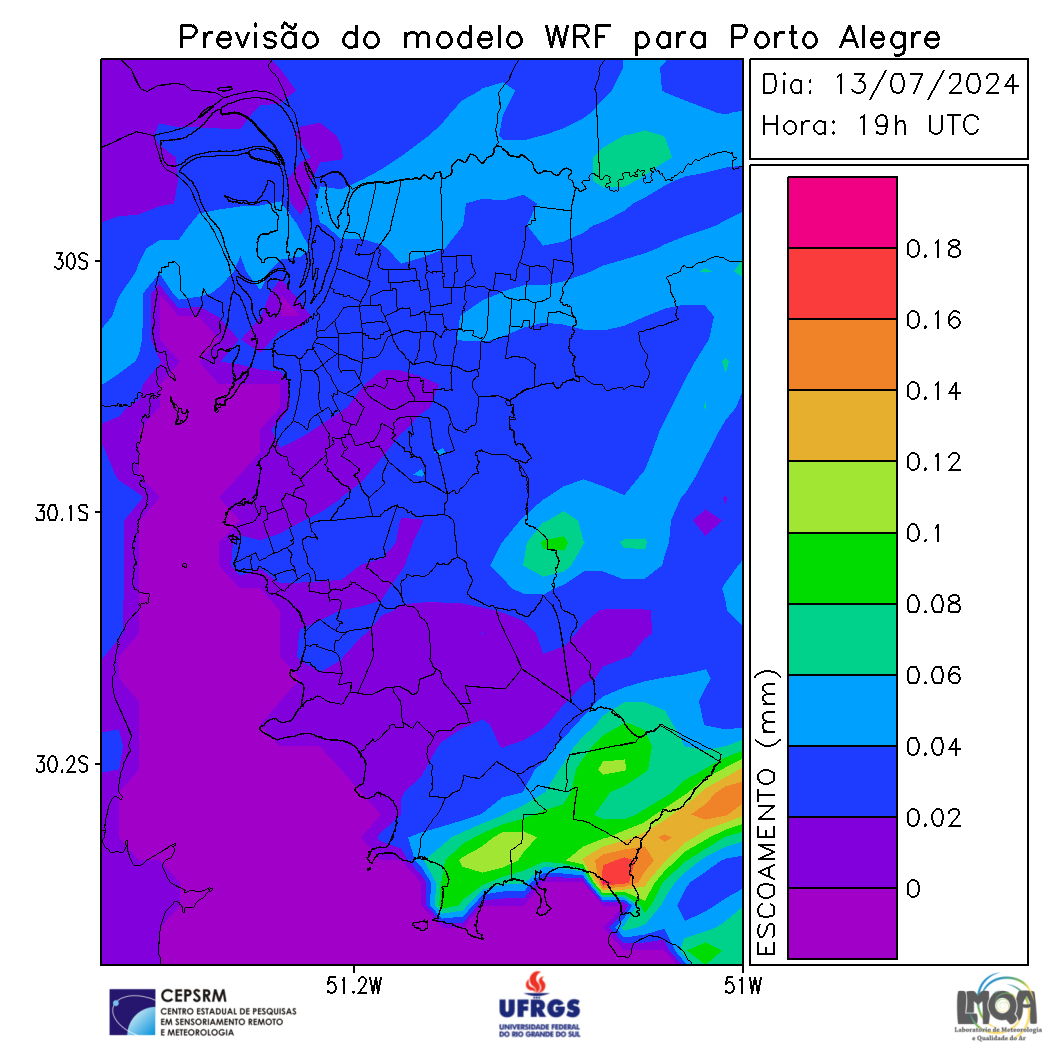 Previsão do modelo WRF para Porto Alegre
Dia: 13/07/2024
Hora: 19h UTC
30S
30.1S
30.2S
51.2W
51W
ESCOAMENTO (mm)
0.18
0.16
0.14
0.12
0.1
0.08
0.06
0.04
0.02
0
CEPSRM
CENTRO ESTADUAL DE PESQUISAS
EM SENSORIAMENTO REMOTO
E METEOROLOGIA
UFRGS
UNIVERSIDADE FEDERAL
DO RIO GRANDE DO SUL
LMQA
Laboratório de Meteorologia
e Qualidade do Ar